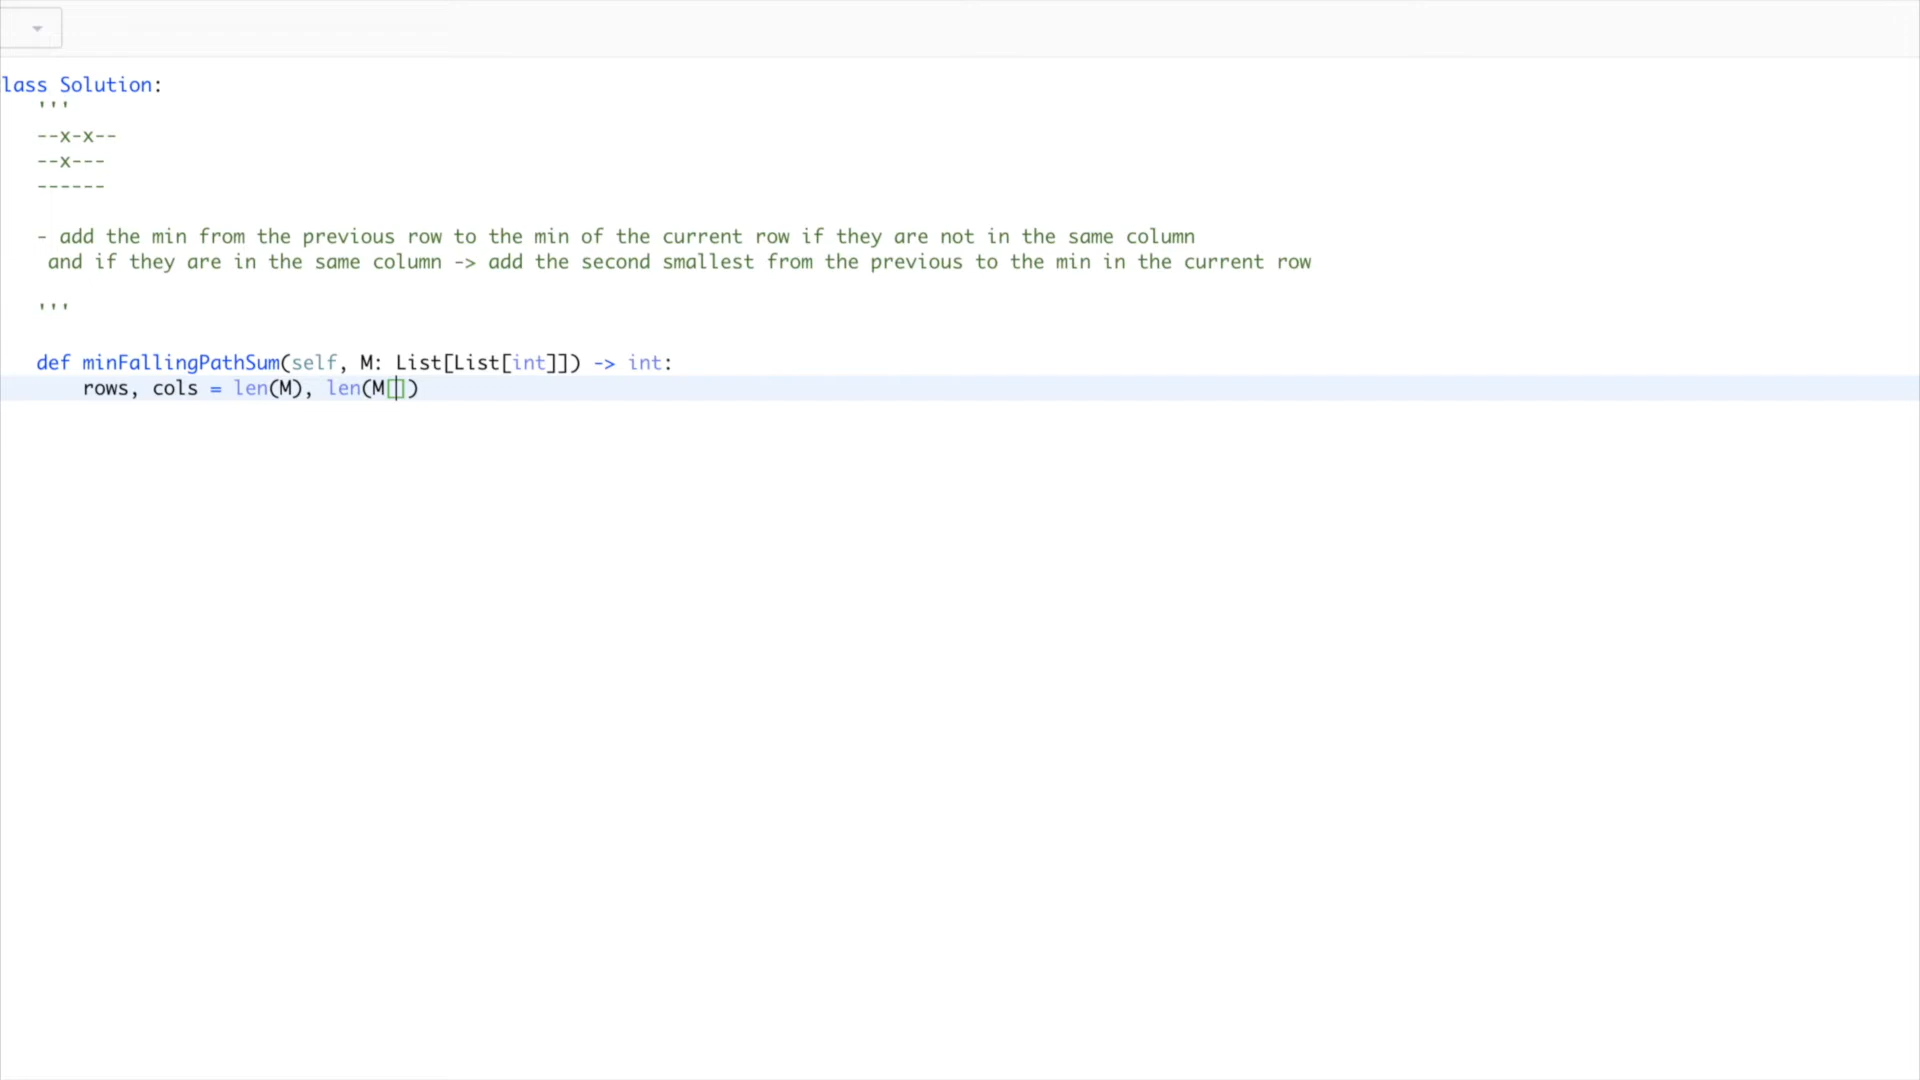 lass Solution:
'''
--x-x--
--x---
------
- add the min from the previous row to the min of the current row if they are not in the same column
and if they are in the same column -> add the second smallest from the previous to the min in the current row
'''
def minFallingPathSum(self, M: List[List[int]]) -> int:
rows, cols = len(M), len(M[])